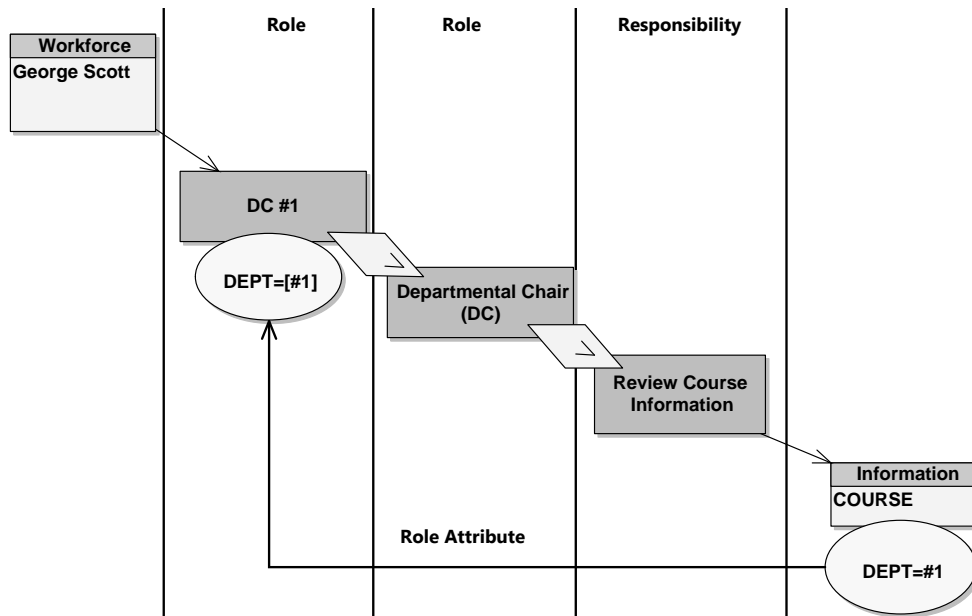 Role
Role
Responsibility
Workforce
George Scott
DC #1
DEPT=[#1]
>
Departmental Chair
(DC)
>
Review Course
Information
Information
COURSE
Role Attribute
DEPT=#1